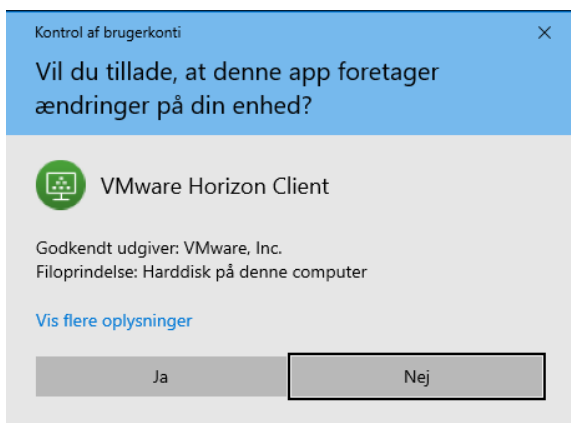 Kontrol af brugerkonti
Vil du tillade, at denne app foretager
ændringer på din enhed?
VMware Horizon Client
Godkendt udgiver: VMware, Inc.
Filoprindelse: Harddisk på denne computer
Vis flere oplysninger
Ja
Nej